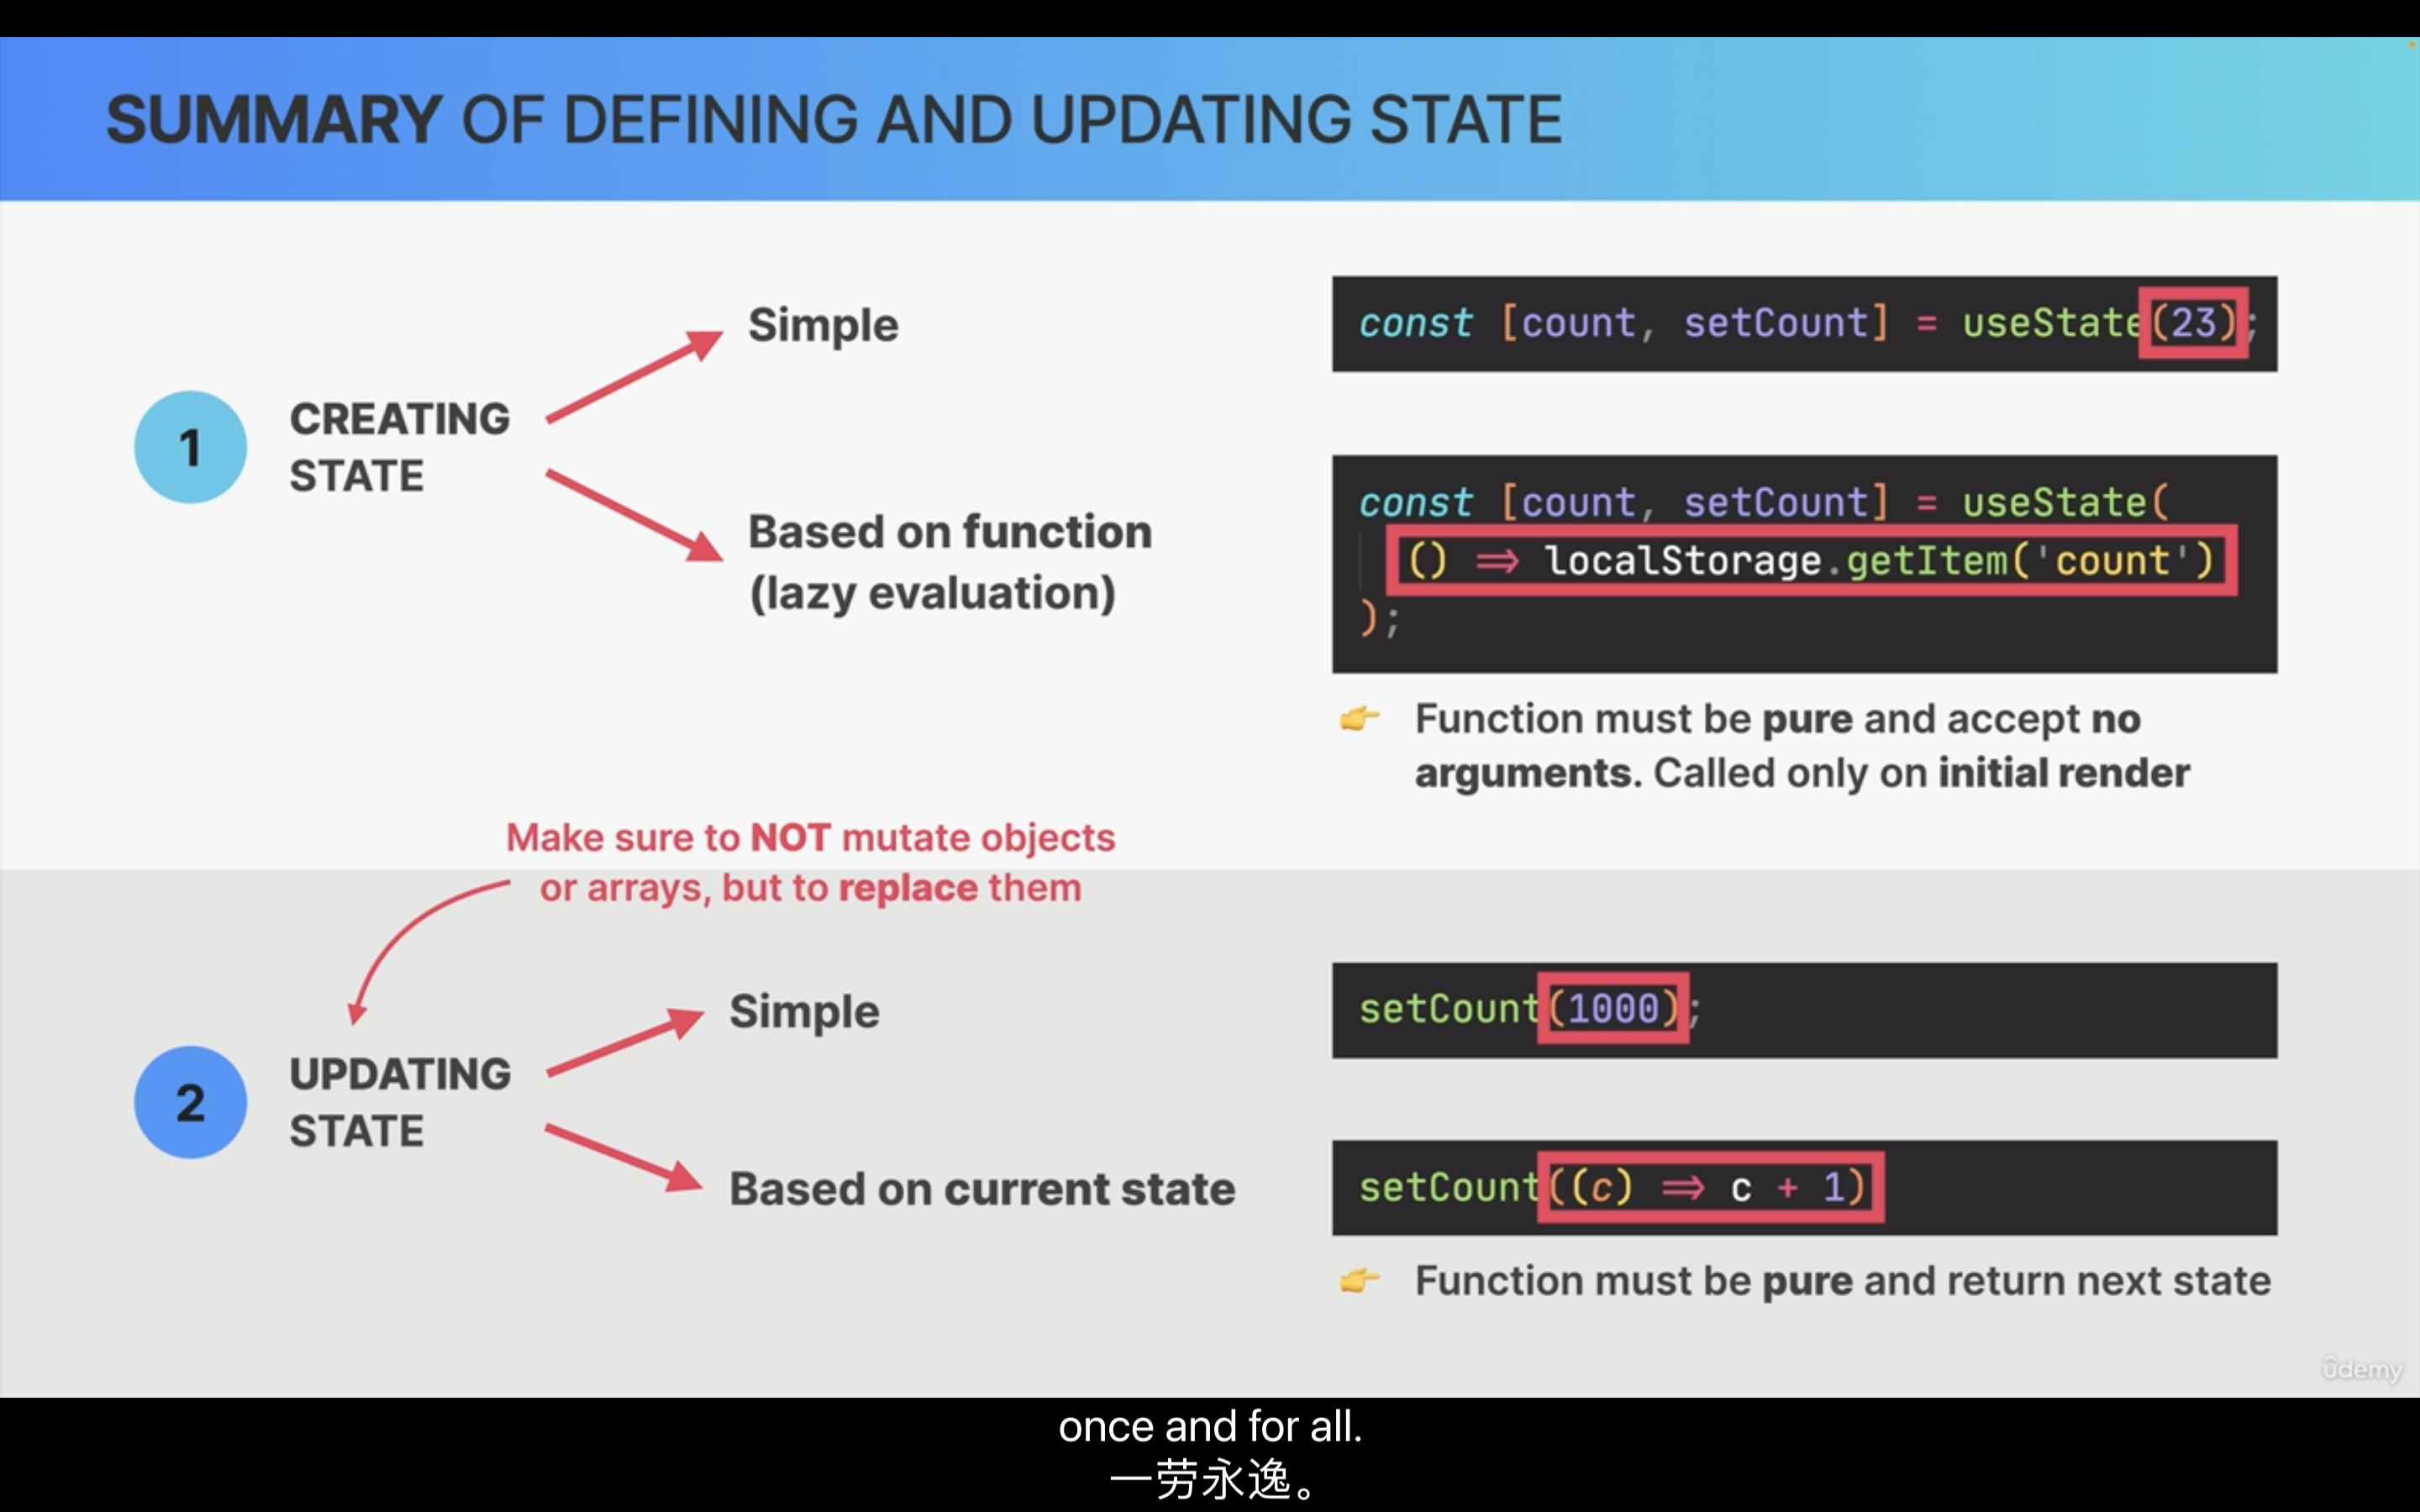 SUMMARY OF DEFINING AND UPDATING STATE
1
CREATING
STATE
Simple
const [count, setCount] = useState(23);
Based on function
(lazy evaluation)
const [count, setCount] = useState(
() => localStorage.getItem('count')
);
👉 Function must be pure and accept no
arguments. Called only on initial render
Make sure to NOT mutate objects
or arrays, but to replace them
2
UPDATING
STATE
Simple
setCount(1000);
Based on current state
setCount((c) => c + 1)
👉 Function must be pure and return next state
ûdemy
once and for all.
一劳永逸。